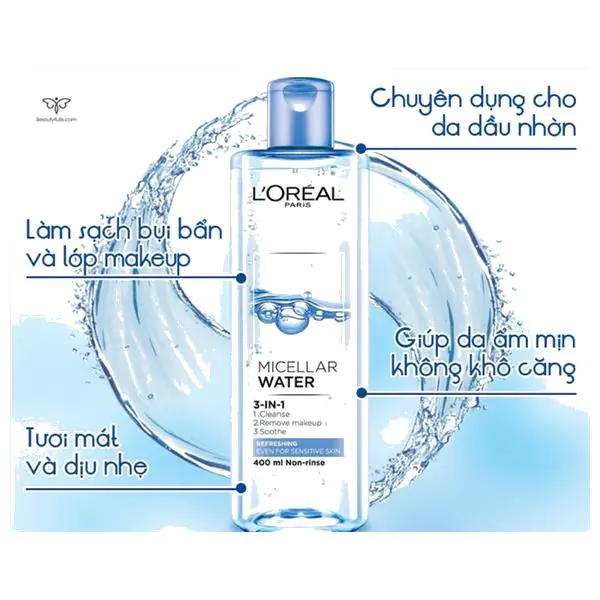 Beauty4u.com
Chuyên dụng cho
da dầu nhờn
L'ORÉAL
PARIS
Làm sạch bụi bẩn
và lớp makeup
Giúp da ẩm mịn
không khô căng
MICELLAR
WATER
3-IN-1
1.Cleanse
2.Remove makeup
3.Soothe
REFRESHING
EVEN FOR SENSITIVE SKIN
400 ml Non-rinse
Tươi mát
và dịu nhẹ